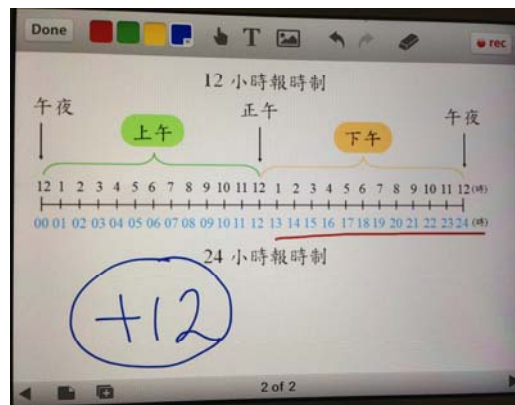 Done
T
rec
12 小時報時制
午夜
正午
午夜
上午
下午
12 1 2 3 4 5 6 7 8 9 10 11 12 1 2 3 4 5 6 7 8 9 10 11 12 (時)
00 01 02 03 04 05 06 07 08 09 10 11 12 13 14 15 16 17 18 19 20 21 22 23 24 (時)
24 小時報時制
+12
2 of 2